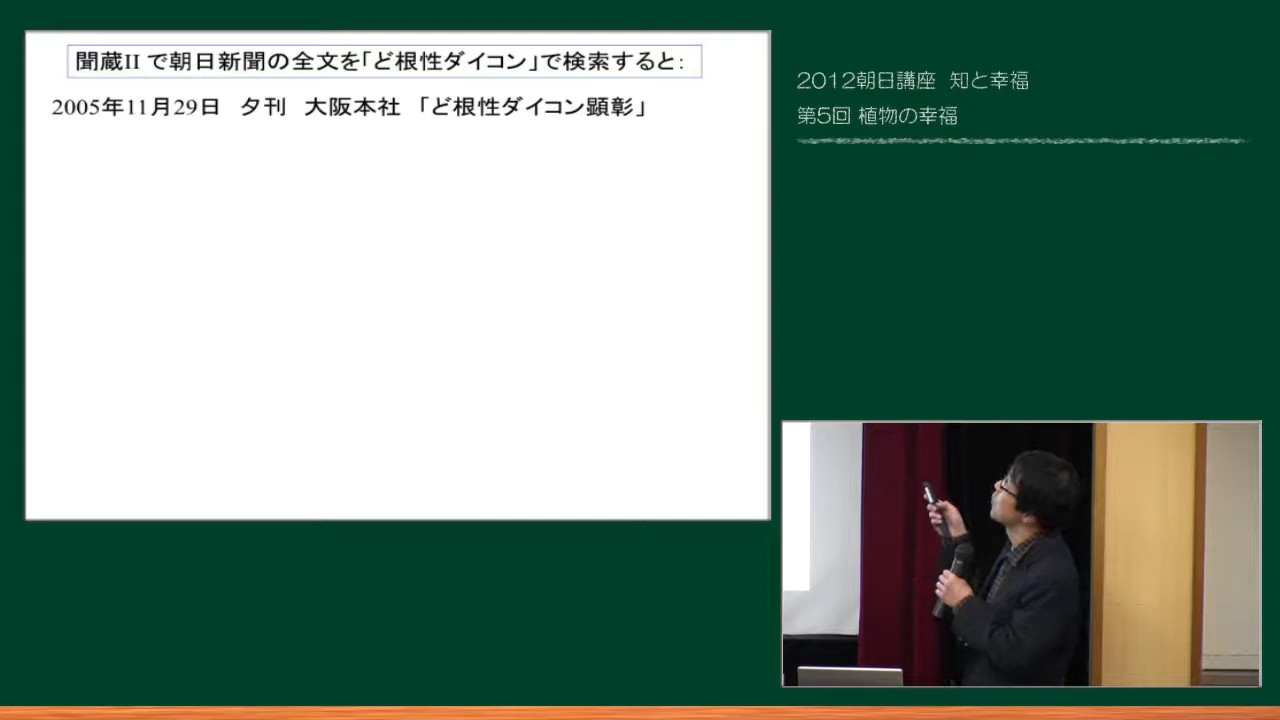 聞蔵II で朝日新聞の全文を「ど根性ダイコン」で検索すると：
2005年11月29日　夕刊　大阪本社　「ど根性ダイコン顕彰」
2012朝日講座　知と幸福
第5回 植物の幸福